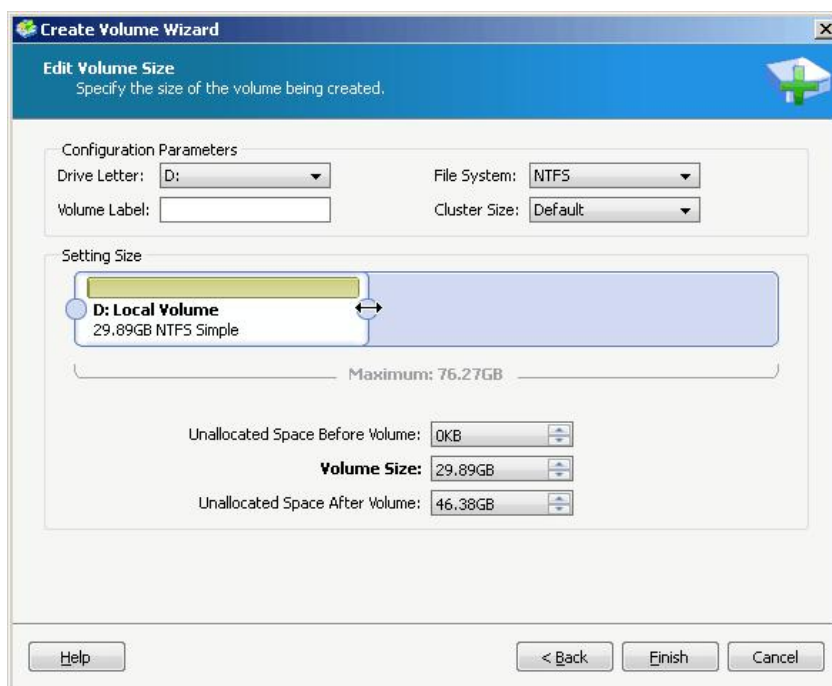 Create Volume Wizard
Edit Volume Size
Specify the size of the volume being created.
Configuration Parameters
Drive Letter: D: File System: NTFS
Volume Label: Cluster Size: Default
Setting Size
D: Local Volume
29.89GB NTFS Simple
Maximum: 76.27GB
Unallocated Space Before Volume: 0KB
Volume Size: 29.89GB
Unallocated Space After Volume: 46.38GB
Help < Back Finish Cancel